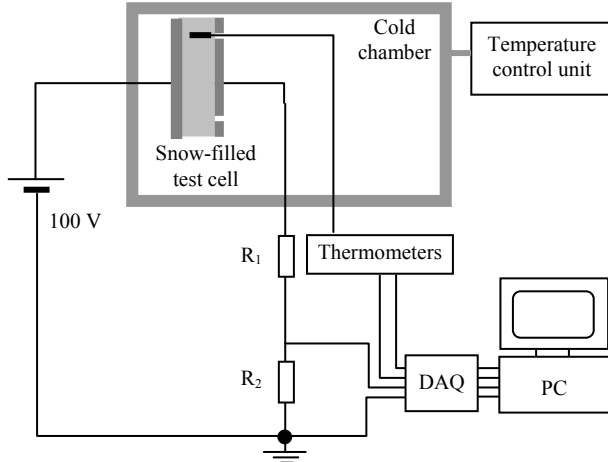 Cold
chamber
Temperature
control unit
Snow-filled
test cell
100 V
R₁
Thermometers
R₂
DAQ
PC